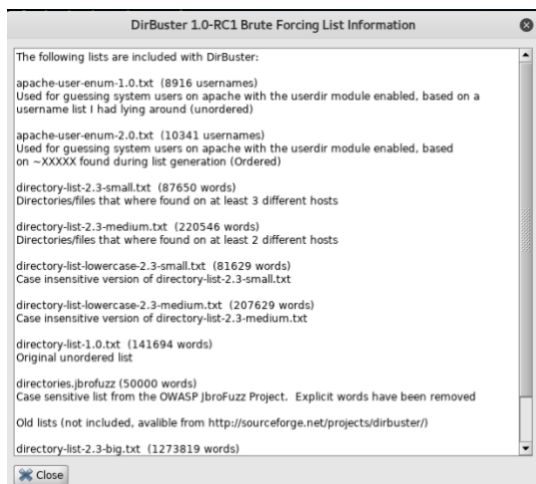 DirBuster 1.0-RC1 Brute Forcing List Information
The following lists are included with DirBuster:
apache-user-enum-1.0.txt (8916 usernames)
Used for guessing system users on apache with the userdir module enabled, based on a
username list I had lying around (unordered)
apache-user-enum-2.0.txt (10341 usernames)
Used for guessing system users on apache with the userdir module enabled, based
on ~XXXXX found during list generation (Ordered)
directory-list-2.3-small.txt (87650 words)
Directories/files that where found on at least 3 different hosts
directory-list-2.3-medium.txt (220546 words)
Directories/files that where found on at least 2 different hosts
directory-list-lowercase-2.3-small.txt (81629 words)
Case insensitive version of directory-list-2.3-small.txt
directory-list-lowercase-2.3-medium.txt (207629 words)
Case insensitive version of directory-list-2.3-medium.txt
directory-list-1.0.txt (141694 words)
Original unordered list
directories.jbrofuzz (50000 words)
Case sensitive list from the OWASP JbroFuzz Project. Explicit words have been removed
Old lists (not included, avalible from http://sourceforge.net/projects/dirbuster/)
directory-list-2.3-big.txt (1273819 words)
Close